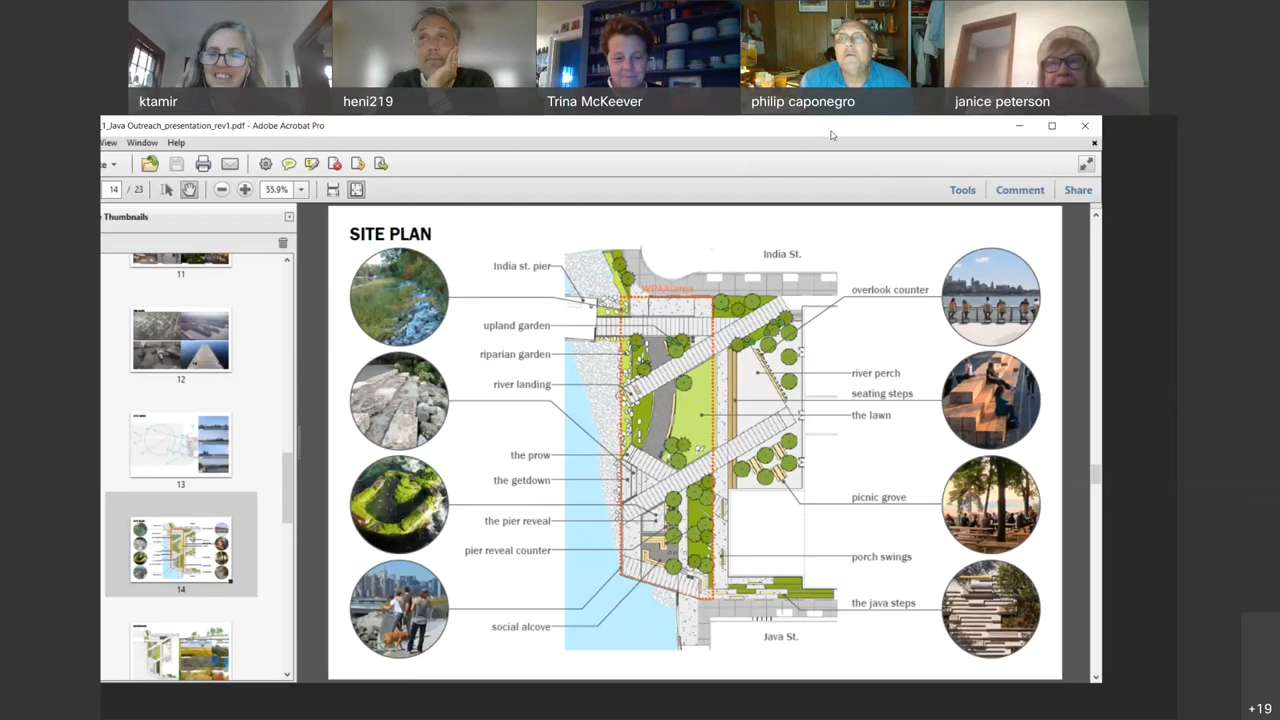 ktamir
heni219
Trina McKeever
philip caponegro
janice peterson
_1_Java Outreach_presentation_rev1.pdf - Adobe Acrobat Pro
View Window Help
14 / 23
55.9%
Tools Comment Share
Thumbnails
11
12
13
14
SITE PLAN
India st. pier
upland garden
riparian garden
river landing
the prow
the getdown
the pier reveal
pier reveal counter
social alcove
WPAA area
India St.
overlook counter
river perch
seating steps
the lawn
picnic grove
porch swings
the java steps
Java St.
+19